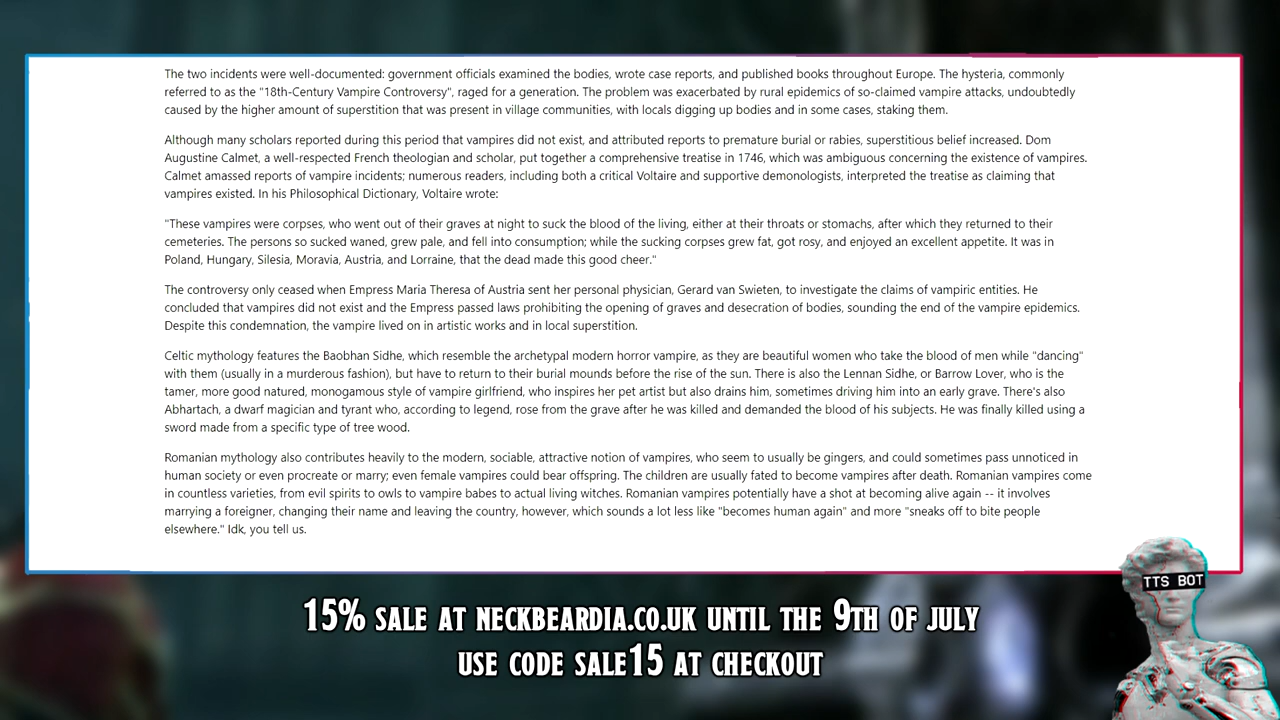 The two incidents were well-documented: government officials examined the bodies, wrote case reports, and published books throughout Europe. The hysteria, commonly
referred to as the "18th-Century Vampire Controversy", raged for a generation. The problem was exacerbated by rural epidemics of so-claimed vampire attacks, undoubtedly
caused by the higher amount of superstition that was present in village communities, with locals digging up bodies and in some cases, staking them.
Although many scholars reported during this period that vampires did not exist, and attributed reports to premature burial or rabies, superstitious belief increased. Dom
Augustine Calmet, a well-respected French theologian and scholar, put together a comprehensive treatise in 1746, which was ambiguous concerning the existence of vampires.
Calmet amassed reports of vampire incidents; numerous readers, including both a critical Voltaire and supportive demonologists, interpreted the treatise as claiming that
vampires existed. In his Philosophical Dictionary, Voltaire wrote:
"These vampires were corpses, who went out of their graves at night to suck the blood of the living, either at their throats or stomachs, after which they returned to their
cemeteries. The persons so sucked waned, grew pale, and fell into consumption; while the sucking corpses grew fat, got rosy, and enjoyed an excellent appetite. It was in
Poland, Hungary, Silesia, Moravia, Austria, and Lorraine, that the dead made this good cheer."
The controversy only ceased when Empress Maria Theresa of Austria sent her personal physician, Gerard van Swieten, to investigate the claims of vampiric entities. He
concluded that vampires did not exist and the Empress passed laws prohibiting the opening of graves and desecration of bodies, sounding the end of the vampire epidemics.
Despite this condemnation, the vampire lived on in artistic works and in local superstition.
Celtic mythology features the Baobhan Sidhe, which resemble the archetypal modern horror vampire, as they are beautiful women who take the blood of men while "dancing"
with them (usually in a murderous fashion), but have to return to their burial mounds before the rise of the sun. There is also the Lennan Sidhe, or Barrow Lover, who is the
tamer, more good natured, monogamous style of vampire girlfriend, who inspires her pet artist but also drains him, sometimes driving him into an early grave. There's also
Abhartach, a dwarf magician and tyrant who, according to legend, rose from the grave after he was killed and demanded the blood of his subjects. He was finally killed using a
sword made from a specific type of tree wood.
Romanian mythology also contributes heavily to the modern, sociable, attractive notion of vampires, who seem to usually be gingers, and could sometimes pass unnoticed in
human society or even procreate or marry; even female vampires could bear offspring. The children are usually fated to become vampires after death. Romanian vampires come
in countless varieties, from evil spirits to owls to vampire babes to actual living witches. Romanian vampires potentially have a shot at becoming alive again -- it involves
marrying a foreigner, changing their name and leaving the country, however, which sounds a lot less like "becomes human again" and more "sneaks off to bite people
elsewhere." Idk, you tell us.
TTS BOT
15% SALE AT NECKBEARDIA.CO.UK UNTIL THE 9TH OF JULY
USE CODE SALE15 AT CHECKOUT